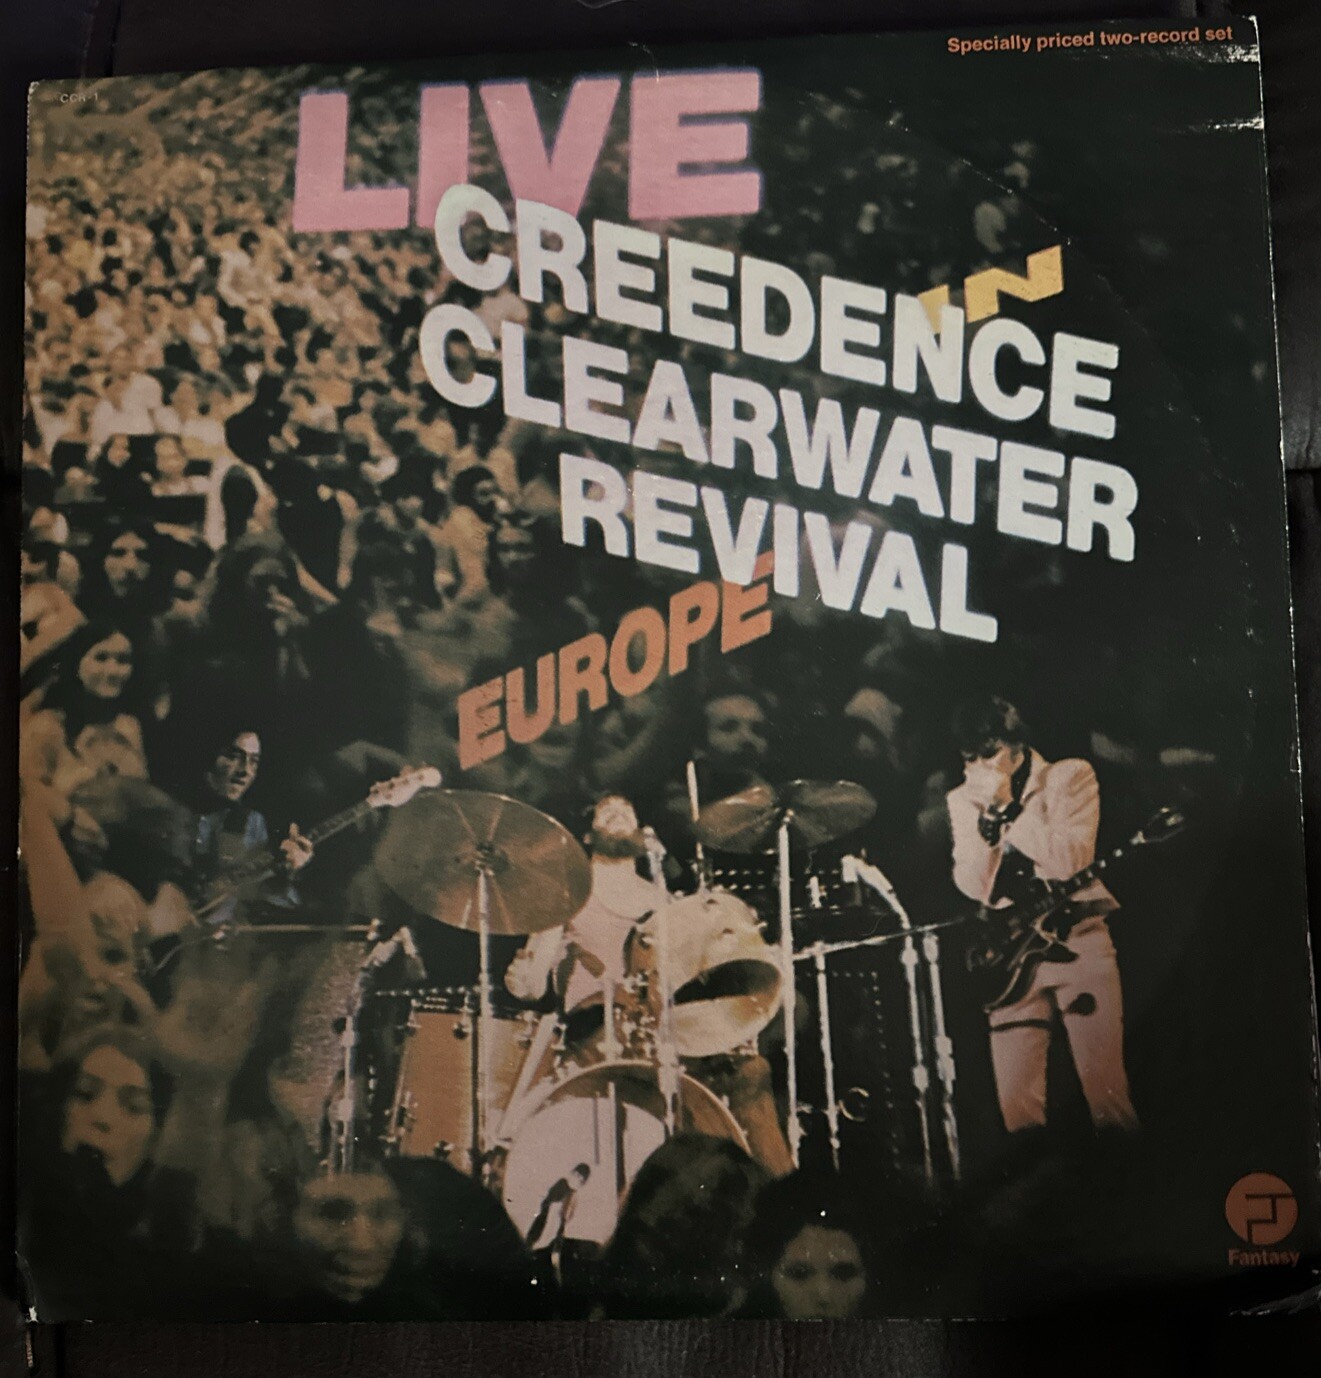 Specially priced two-record set
CCR-1
LIVE
IN
CREEDENCE
CLEARWATER
REVIVAL
EUROPE
Fantasy